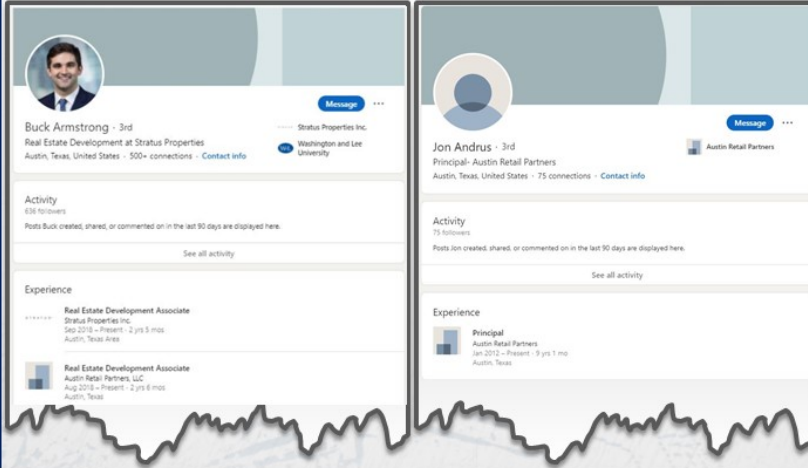 Message
Buck Armstrong · 3rd
Real Estate Development at Stratus Properties
Austin, Texas, United States · 500+ connections · Contact info
Stratus Properties Inc.
Washington and Lee
University
Activity
636 followers
Posts Buck created, shared, or commented on in the last 90 days are displayed here.
See all activity
Experience
Real Estate Development Associate
Stratus Properties Inc.
Sep 2018 – Present · 2 yrs 5 mos
Austin, Texas Area
Real Estate Development Associate
Austin Retail Partners, LLC
Aug 2018 – Present · 2 yrs 6 mos
Austin, Texas
Message
Jon Andrus · 3rd
Principal- Austin Retail Partners
Austin, Texas, United States · 75 connections · Contact info
Austin Retail Partners
Activity
75 followers
Posts Jon created, shared, or commented on in the last 90 days are displayed here.
See all activity
Experience
Principal
Austin Retail Partners
Jan 2012 – Present · 9 yrs 1 mo
Austin, Texas